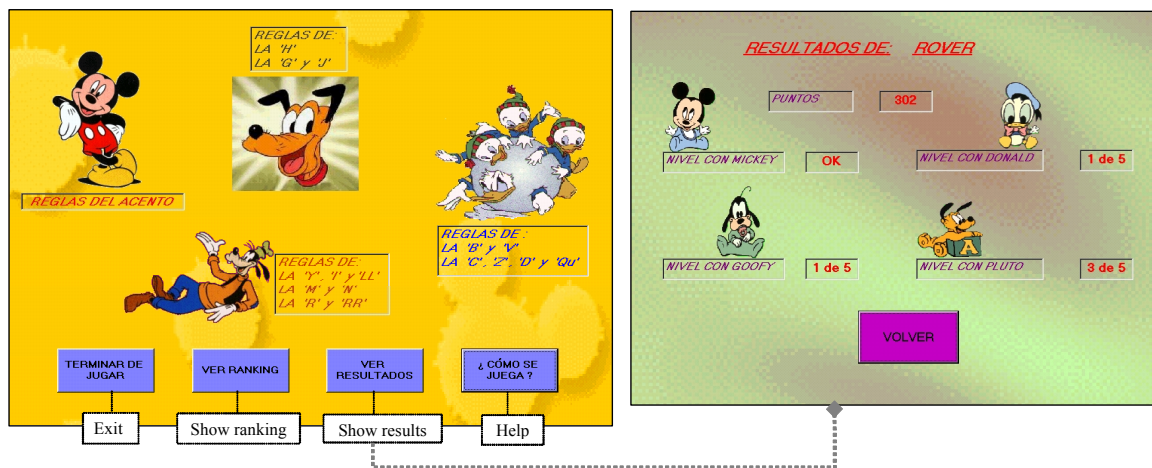 REGLAS DE:
LA 'H'
LA 'G' y 'J'
REGLAS DEL ACENTO
REGLAS DE :
LA 'B' y 'V'
LA 'C', 'Z', 'D' y 'Qu'
REGLAS DE:
LA 'Y', 'I' y 'LL'
LA 'M' y 'N'
LA 'R' y 'RR'
TERMINAR DE
JUGAR
VER RANKING
VER
RESULTADOS
¿ CÓMO SE
JUEGA ?
Exit
Show ranking
Show results
Help
RESULTADOS DE: ROVER
PUNTOS 302
NIVEL CON MICKEY OK
NIVEL CON DONALD 1 de 5
NIVEL CON GOOFY 1 de 5
A
NIVEL CON PLUTO 3 de 5
VOLVER